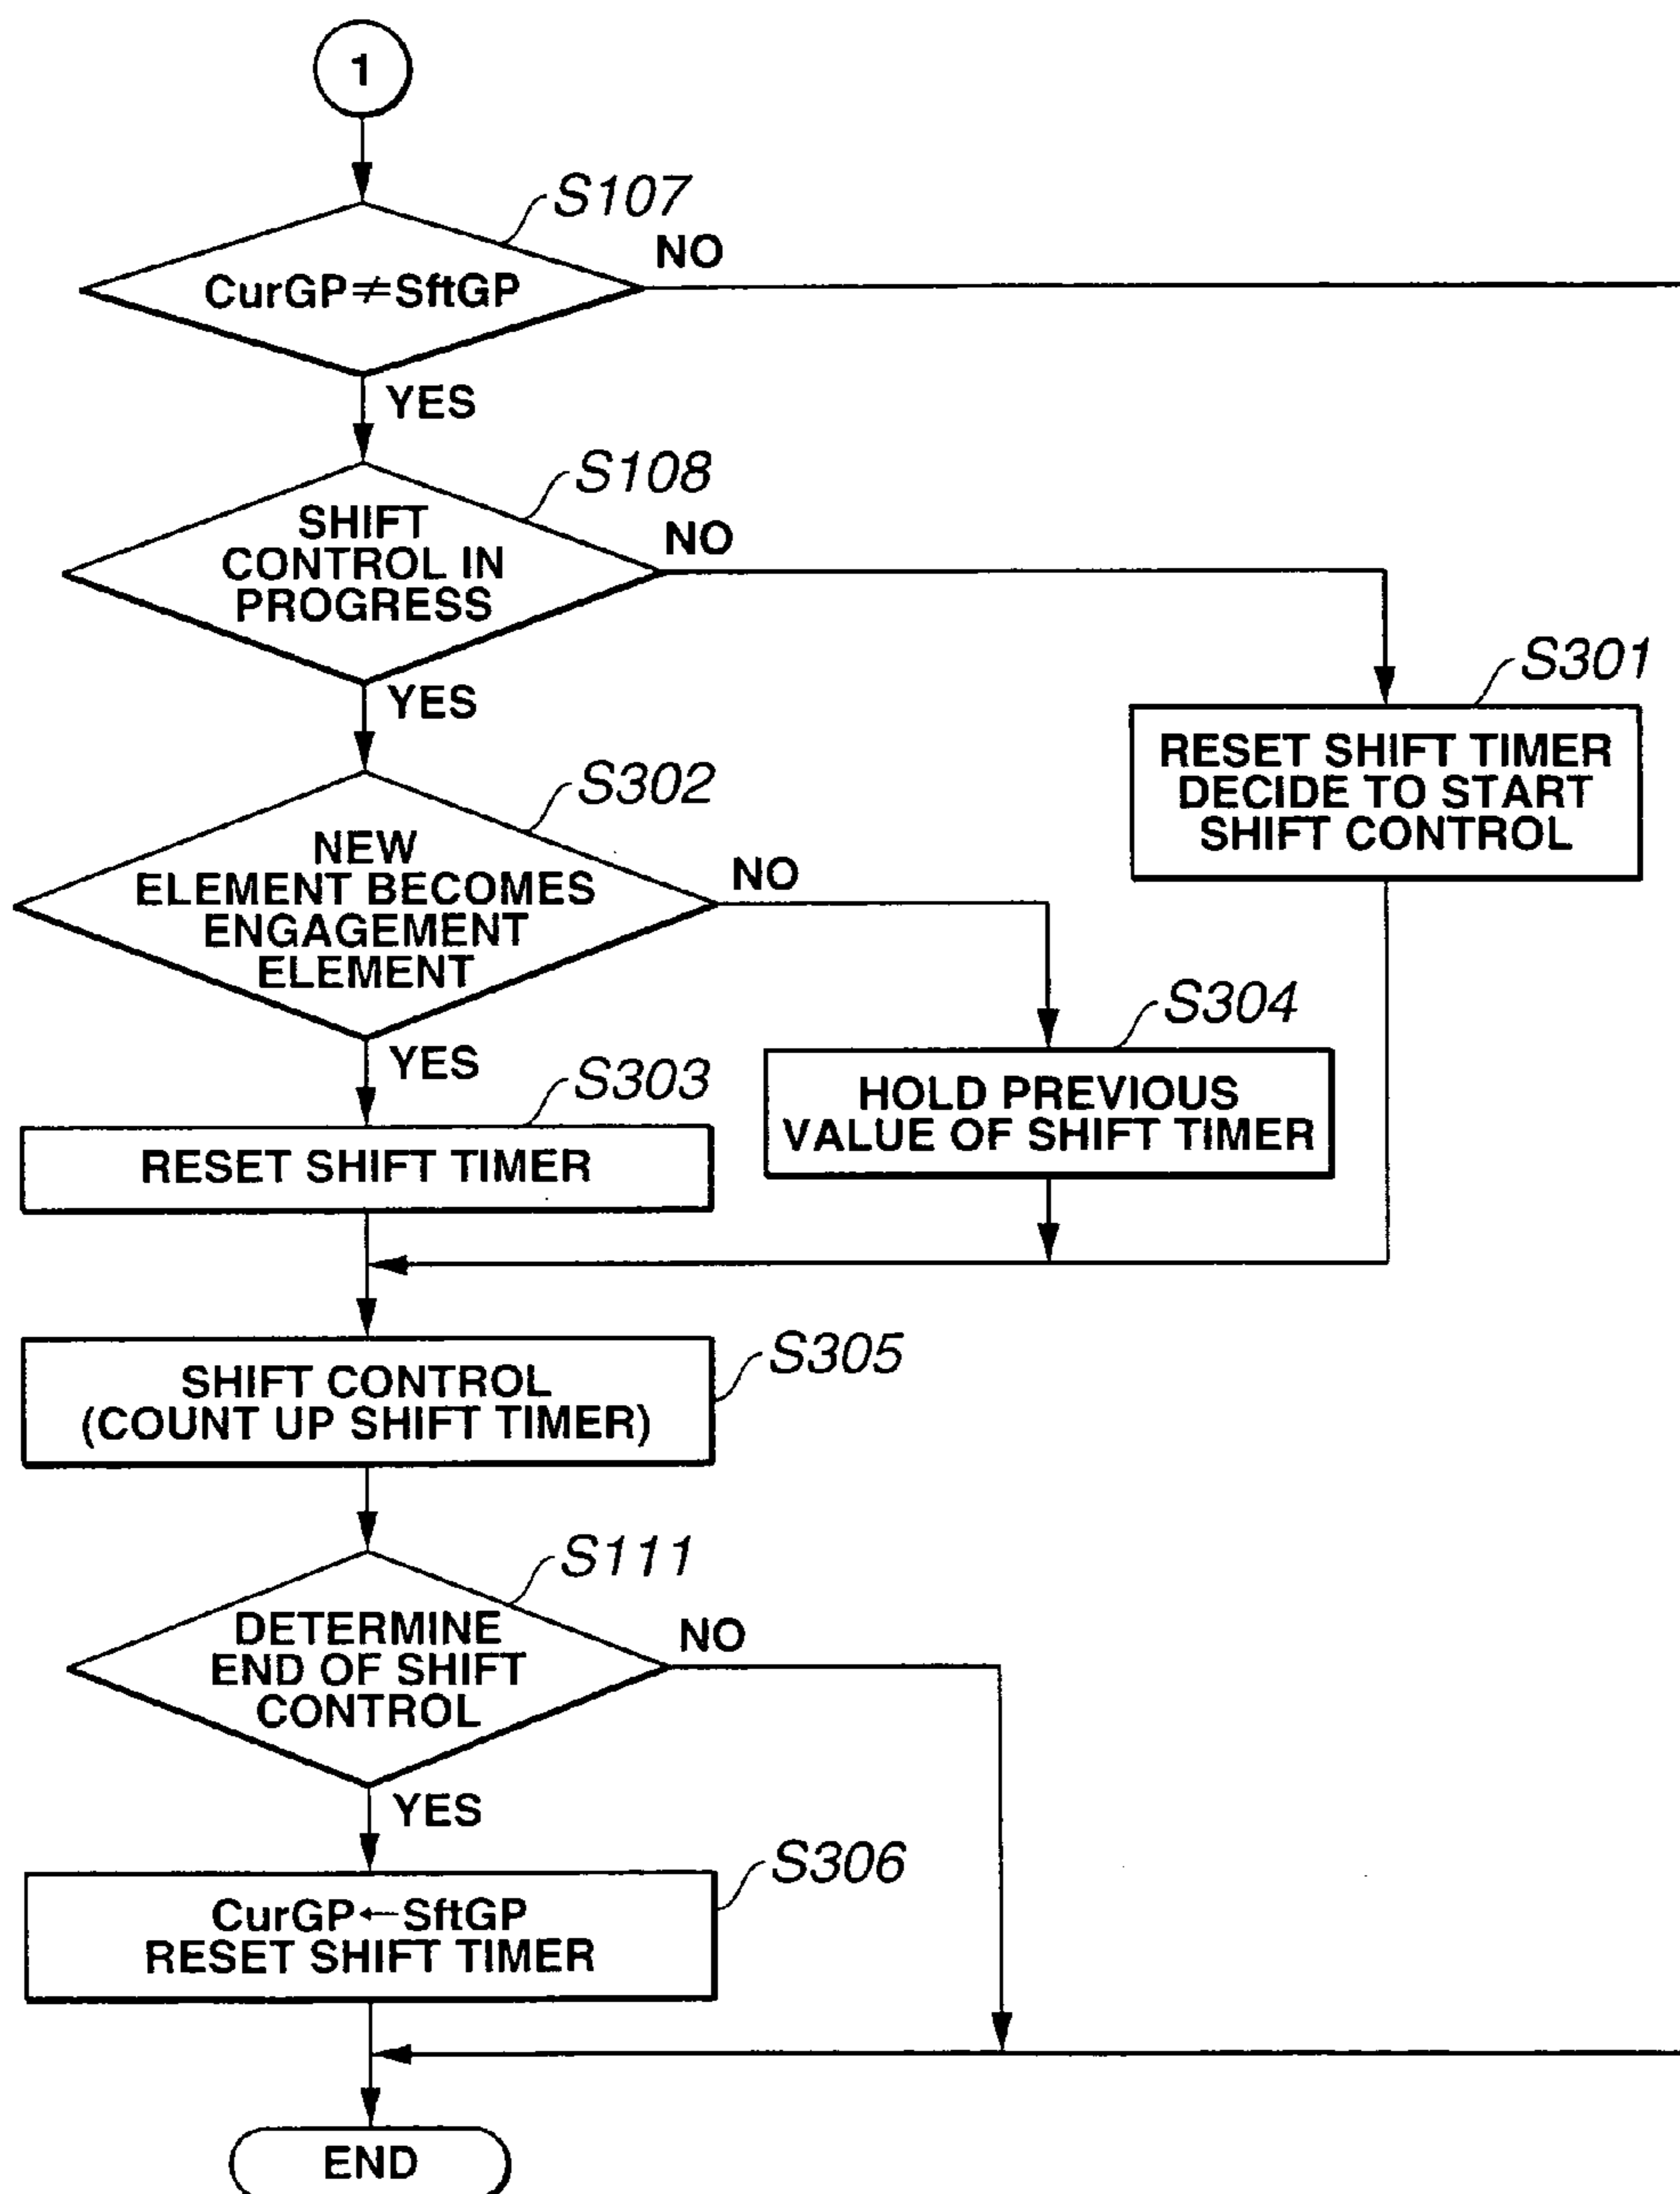 1
S107
NO
CurGP≠SftGP
YES
S108
NO
SHIFT
CONTROL IN
PROGRESS
YES
S301
RESET SHIFT TIMER
DECIDE TO START
SHIFT CONTROL
S302
NO
NEW
ELEMENT BECOMES
ENGAGEMENT
ELEMENT
YES
S304
HOLD PREVIOUS
VALUE OF SHIFT TIMER
S303
RESET SHIFT TIMER
S305
SHIFT CONTROL
(COUNT UP SHIFT TIMER)
S111
NO
DETERMINE
END OF SHIFT
CONTROL
YES
S306
CurGP←SftGP
RESET SHIFT TIMER
END